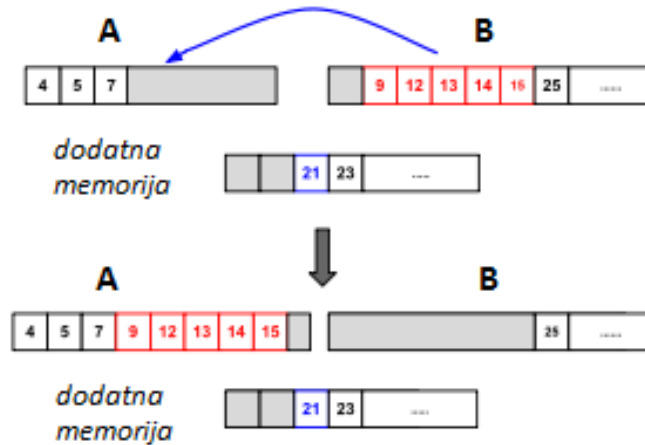 A B
4 5 7 9 12 13 14 15 25 .....
dodatna
memorija
21 23 ....
A B
4 5 7 9 12 13 14 15 25 .....
dodatna
memorija
21 23 ....